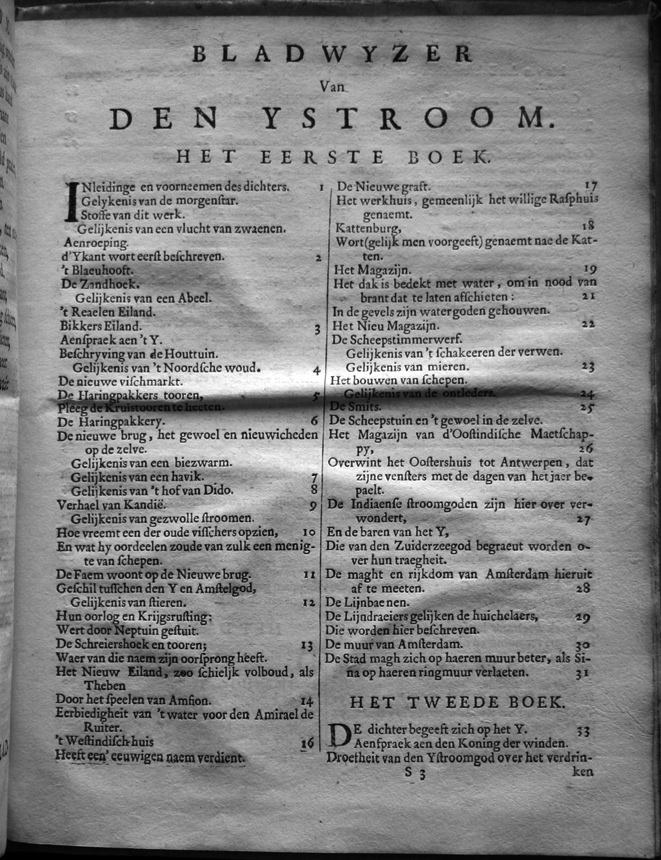 BLADWYZER
Van
DEN YSTROOM.
HET EERSTE BOEK.
INleidinge en voorneemen des dichters. 1
Gelykenis van de morgenstar.
Stoffe van dit werk.
Gelijkenis van een vlucht van zwaenen.
Aenroeping.
d'Ykant wort eerst beschreven. 2
't Blaeuhooft.
De Zandhoek.
Gelijkenis van een Abeel.
't Realen Eiland.
Bikkers Eiland. 3
Aenspraek aen 't Y.
Beschryving van de Houttuin.
Gelijkenis van 't Noordsche woud. 4
De nieuwe vischmarkt.
De Haringpakkers tooren, 5
Pleeg de Kruistooren te heeten.
De Haringpakkery. 6
De nieuwe brug, het gewoel en nieuwicheden
op de zelve.
Gelijkenis van een biezwarm.
Gelijkenis van een havik. 7
Gelijkenis van 't hof van Dido. 8
Verhael van Kandië. 9
Gelijkenis van gezwolle stroomen.
Hoe vreemt een der oude visschers opzien, 10
En wat hy oordeelen zoude van zulk een menig-
te van schepen.
De Faem woont op de Nieuwe brug. 11
Geschil tusschen den Y en Amstelgod,
Gelijkenis van stieren. 12
Hun oorlog en Krijgsrusting:
Wert door Neptuin gestuit.
De Schreiershoek en tooren; 13
Waer van die naem zijn oorsprong heeft.
Het Nieuw Eiland, zoo schieljk volboud, als
Theben
Door het speelen van Amfion. 14
Eerbiedigheit van 't water voor den Amirael de
Ruiter.
't Westindisch-huis 16
Heeft een' eeuwigen naem verdient.
De Nieuwe graft. 17
Het werkhuis, gemeenlijk het willige Rasphuis
genaemt.
Kattenburg, 18
Wort (gelijk men voorgeeft) genaemt nae de Kat-
ten.
Het Magazijn. 19
Het dak is bedekt met water, om in nood van
brant dat te laten afschieten: 21
In de gevels zijn watergoden gehouwen.
Het Nieu Magazijn. 22
De Scheepstimmerwerf.
Gelijkenis van 't schakeeren der verwen.
Gelijkenis van mieren. 23
Het bouwen van schepen.
Gelijkenis van de ontleders. 24
De Smits. 25
De Scheepstuin en 't gewoel in de zelve.
Het Magazijn van d'Oostindische Maetschap-
py, 26
Overwint het Oostershuis tot Antwerpen, dat
zijne vensters met de dagen van het jaer be-
paelt.
De Indiaense stroomgoden zijn hier over ver-
wondert, 27
En de baren van het Y,
Die van den Zuiderzeegod begraeut worden o-
ver hun traegheit.
De maght en rijkdom van Amsterdam hieruit
af te meeten. 28
De Lijnbaenen.
De Lijndraeiers gelijken de huichelaers, 29
Die worden hier beschreven.
De muur van Amsterdam. 30
De Stad magh zich op haeren muur beter, als Si-
na op haeren ringmuur verlaeten. 31
HET TWEEDE BOEK.
DE dichter begeeft zich op het Y. 33
Aenspraek aen den Koning der winden.
Droefheit van den Ystroomgod over het verdrin-
S 3 ken